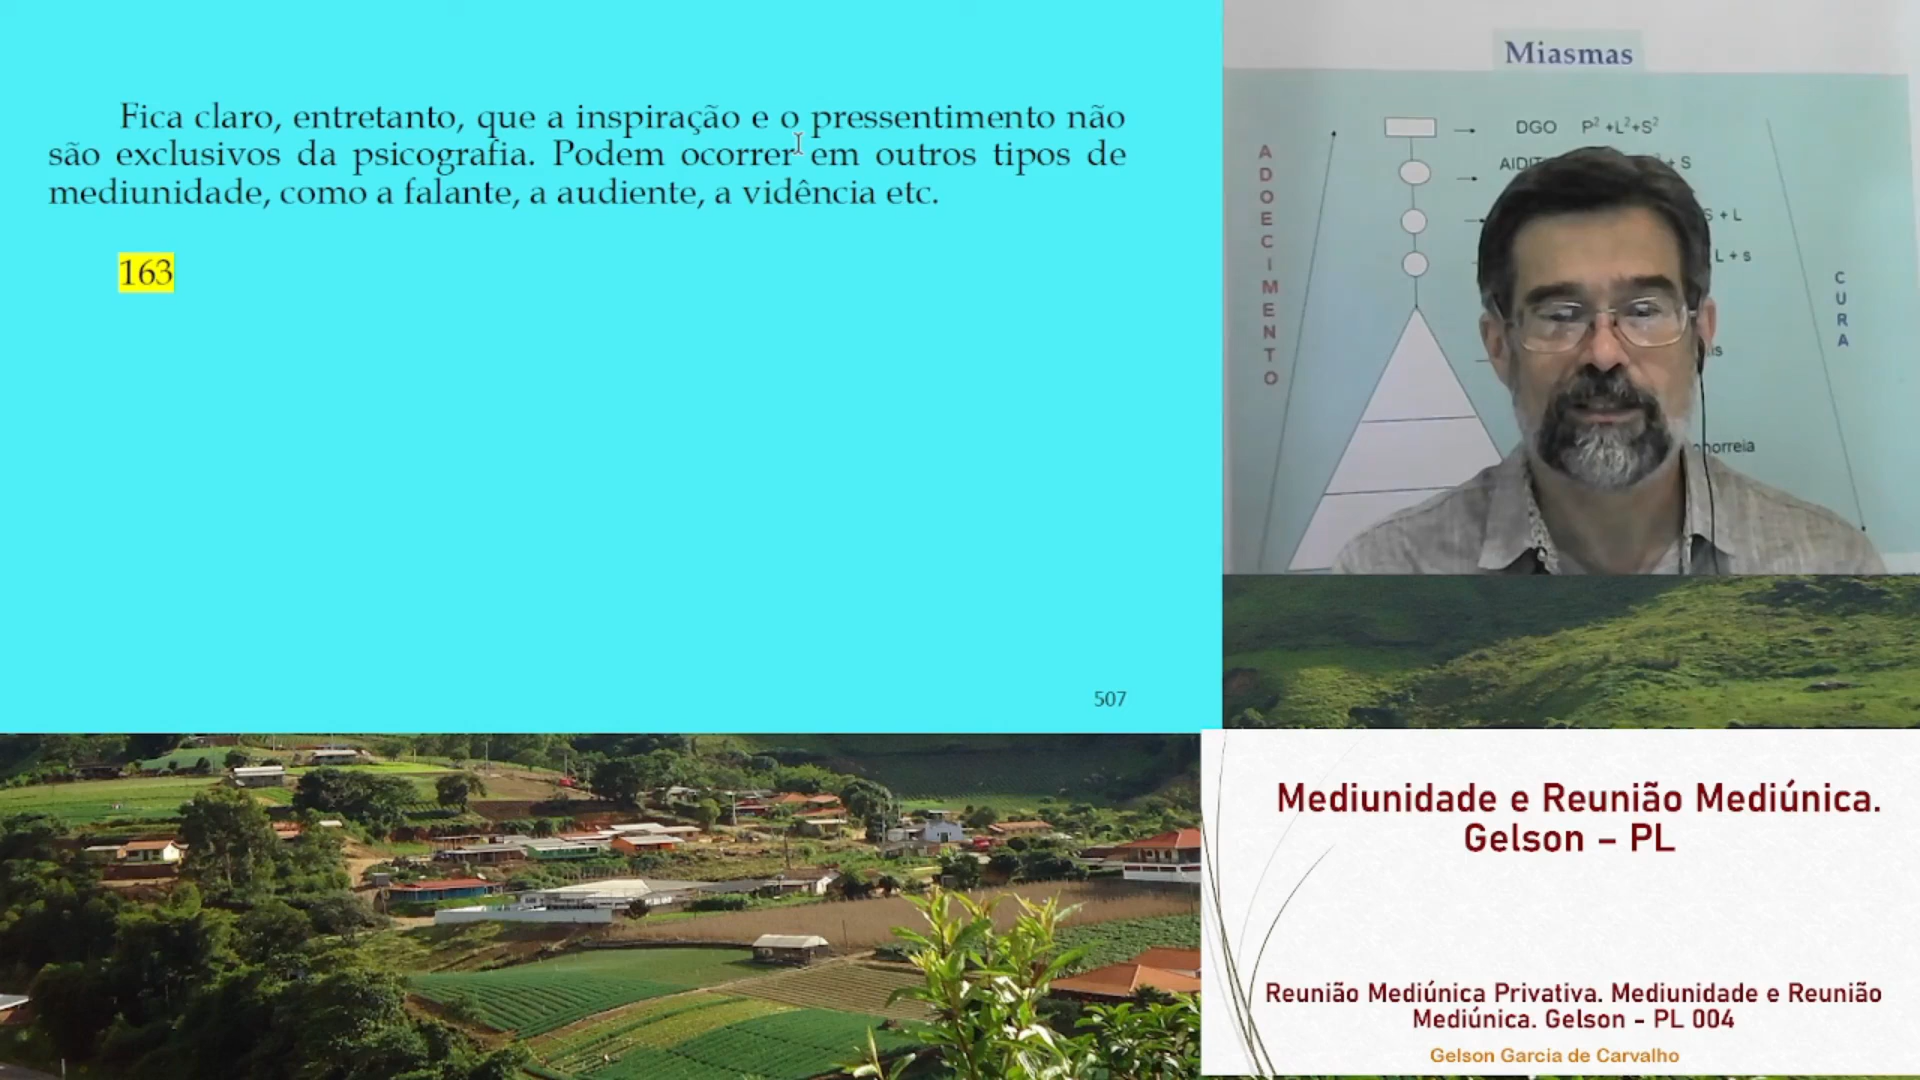 Fica claro, entretanto, que a inspiração e o pressentimento não
são exclusivos da psicografia. Podem ocorrer em outros tipos de
mediunidade, como a falante, a audiente, a vidência etc.
163
507
Miasmas
ADOECIMENTO
DGO P² +L²+S²
+ S
S + L
L + s
CURA
Mediunidade e Reunião Mediúnica.
Gelson – PL
Reunião Mediúnica Privativa. Mediunidade e Reunião
Mediúnica. Gelson - PL 004
Gelson Garcia de Carvalho